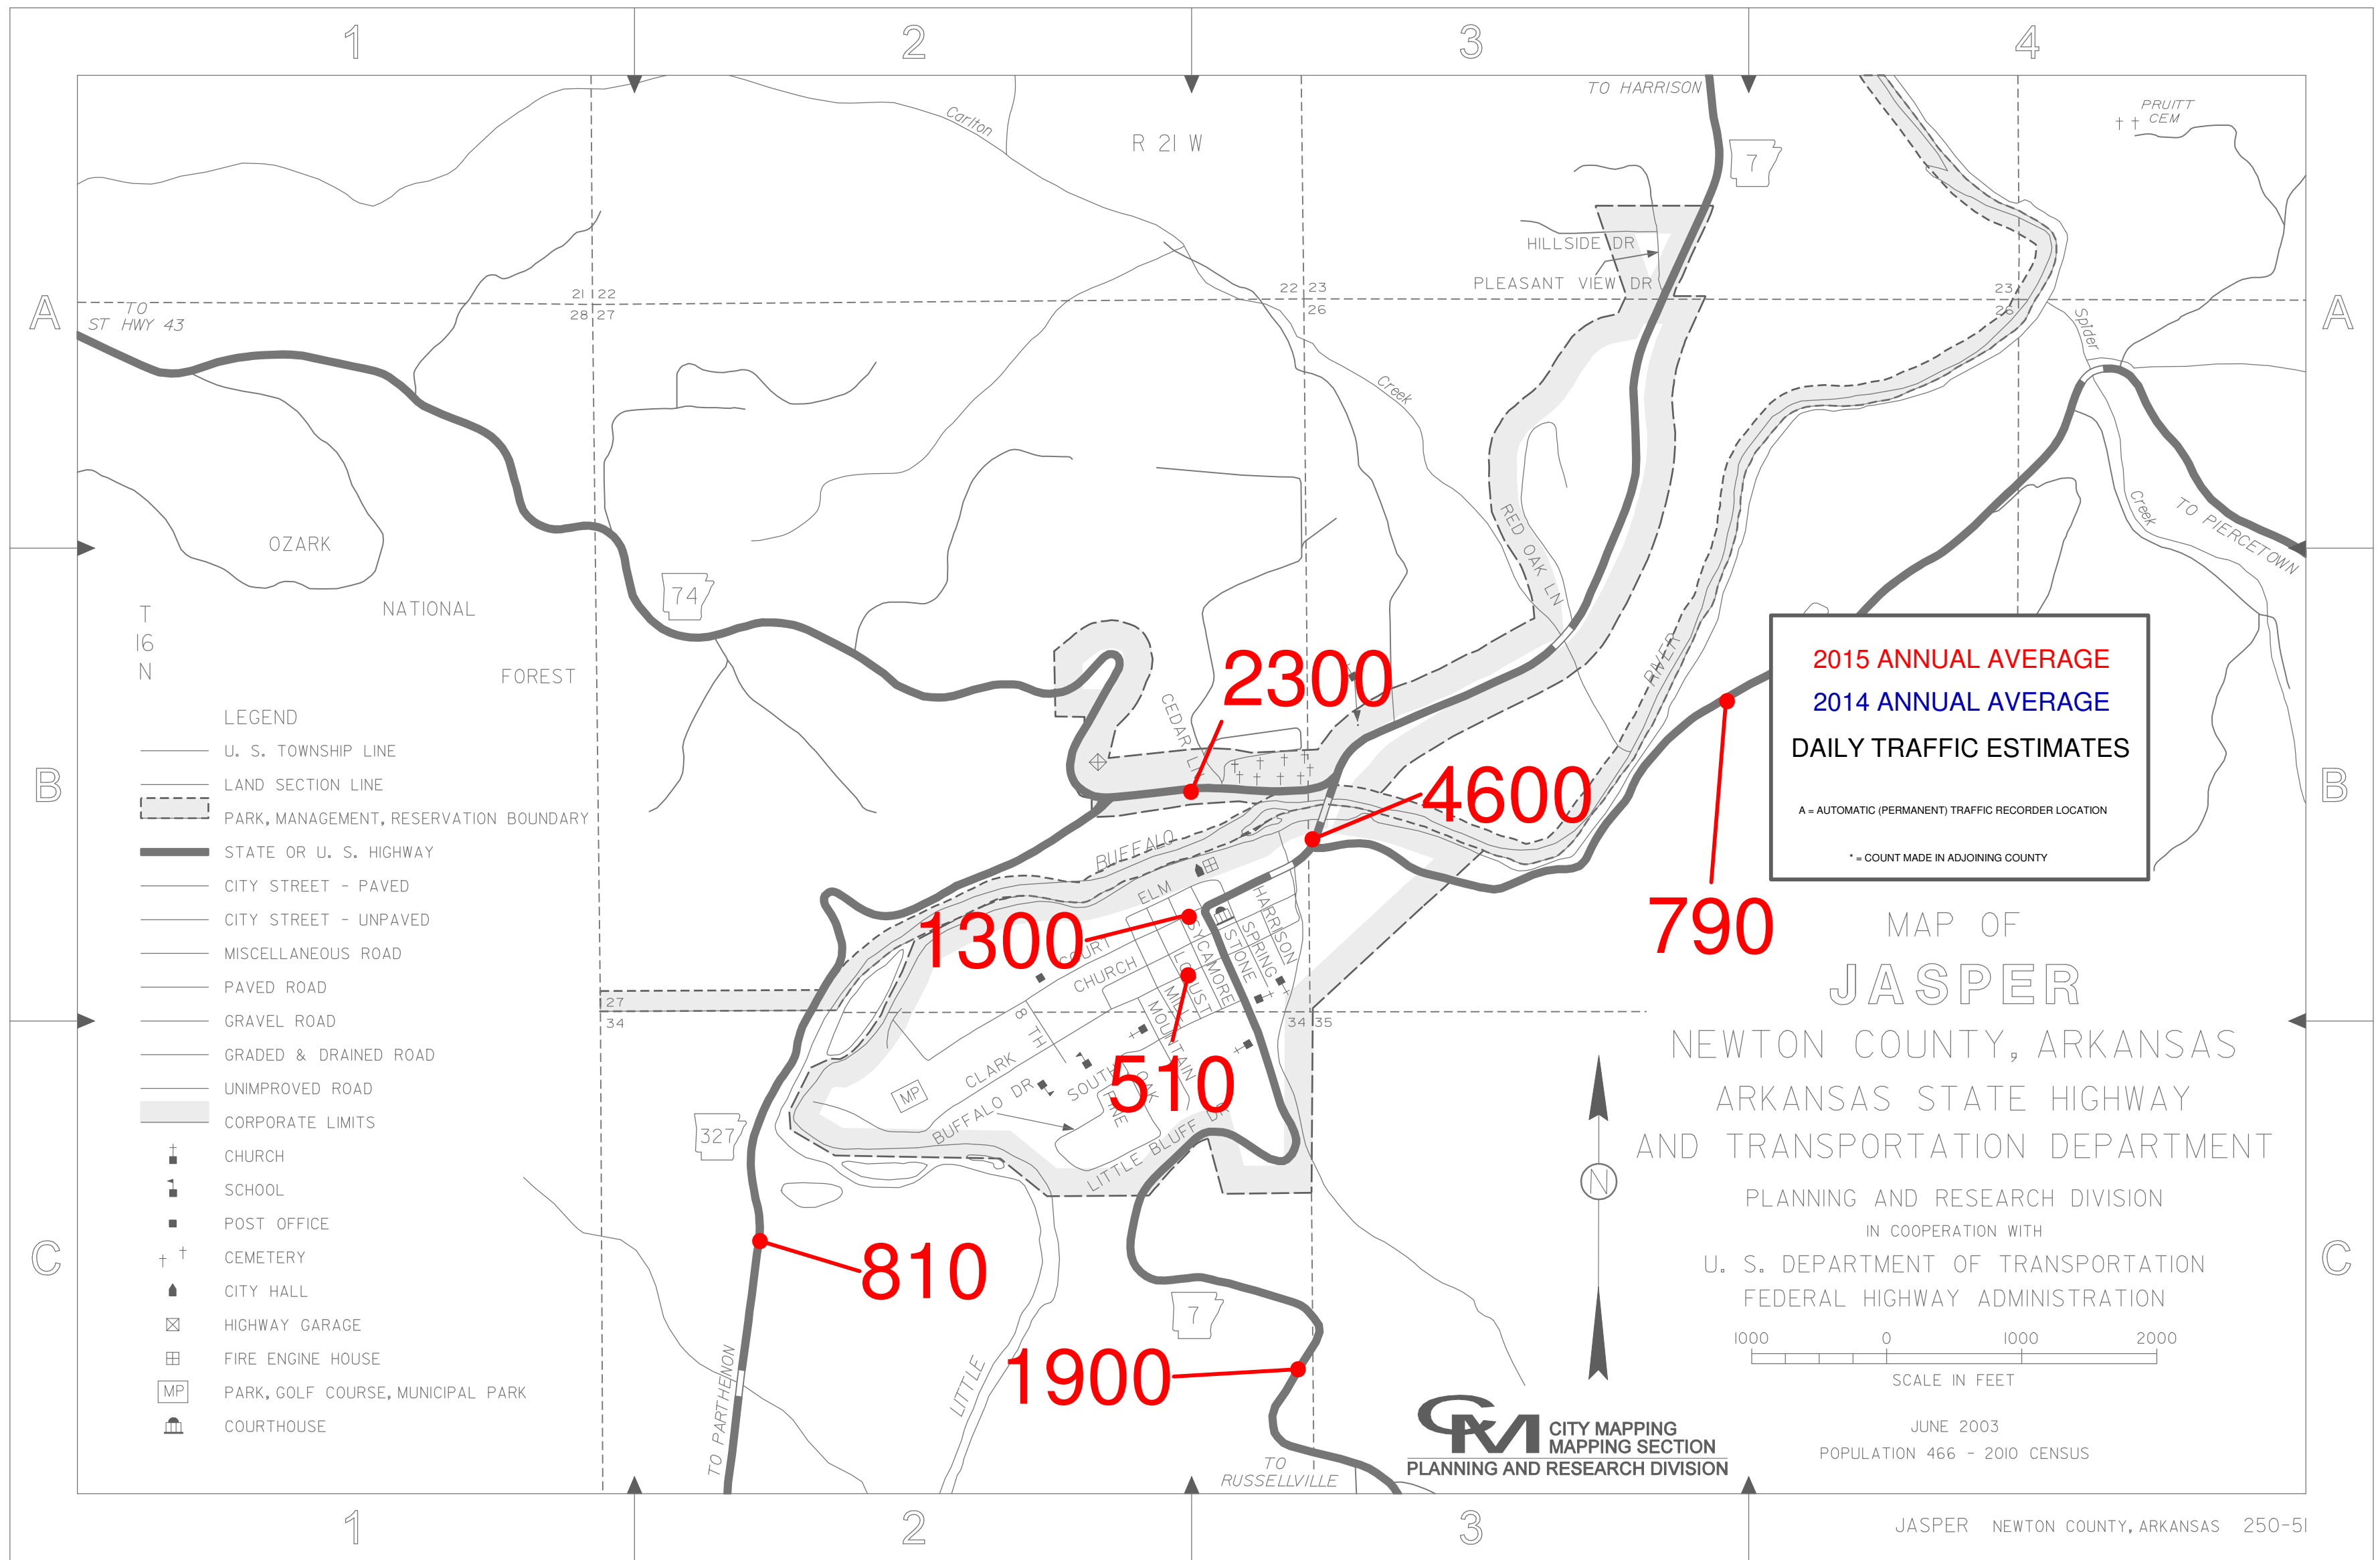 1 2 3 4
TO HARRISON
7
PRUITT
CEM
Carlton
R 21 W
HILLSIDE DR
PLEASANT VIEW DR
21 22
28 27
22 23
26
23
26
A
A
TO
ST HWY 43
Spider
Creek
Creek
TO PIERCETOWN
RED OAK LN
OZARK
NATIONAL
FOREST
T
16
N
74
RIVER
2300
CEDAR LN
B
B
4600
BUFFALO
790
2015 ANNUAL AVERAGE
2014 ANNUAL AVERAGE
DAILY TRAFFIC ESTIMATES
A = AUTOMATIC (PERMANENT) TRAFFIC RECORDER LOCATION
* = COUNT MADE IN ADJOINING COUNTY
LEGEND
U. S. TOWNSHIP LINE
LAND SECTION LINE
PARK, MANAGEMENT, RESERVATION BOUNDARY
STATE OR U. S. HIGHWAY
CITY STREET - PAVED
CITY STREET - UNPAVED
MISCELLANEOUS ROAD
PAVED ROAD
GRAVEL ROAD
GRADED & DRAINED ROAD
UNIMPROVED ROAD
CORPORATE LIMITS
CHURCH
SCHOOL
POST OFFICE
CEMETERY
CITY HALL
HIGHWAY GARAGE
FIRE ENGINE HOUSE
MP PARK, GOLF COURSE, MUNICIPAL PARK
COURTHOUSE
ELM
HARRISON
SPRING
STONE
SYCAMORE
LOCUST
MILL
MOUNTAIN
1300
COURT
CHURCH
27
34
34 35
8 TH
CLARK
SOUTH
OAK
PINE
510
MP
BUFFALO DR
LITTLE BLUFF DR
327
810
7
1900
LITTLE
TO PARTHENON
TO
RUSSELLVILLE
C
C
N
MAP OF
JASPER
NEWTON COUNTY, ARKANSAS
ARKANSAS STATE HIGHWAY
AND TRANSPORTATION DEPARTMENT
PLANNING AND RESEARCH DIVISION
IN COOPERATION WITH
U. S. DEPARTMENT OF TRANSPORTATION
FEDERAL HIGHWAY ADMINISTRATION
1000 0 1000 2000
SCALE IN FEET
JUNE 2003
POPULATION 466 - 2010 CENSUS
CM CITY MAPPING
MAPPING SECTION
PLANNING AND RESEARCH DIVISION
1 2 3
JASPER NEWTON COUNTY, ARKANSAS 250-51